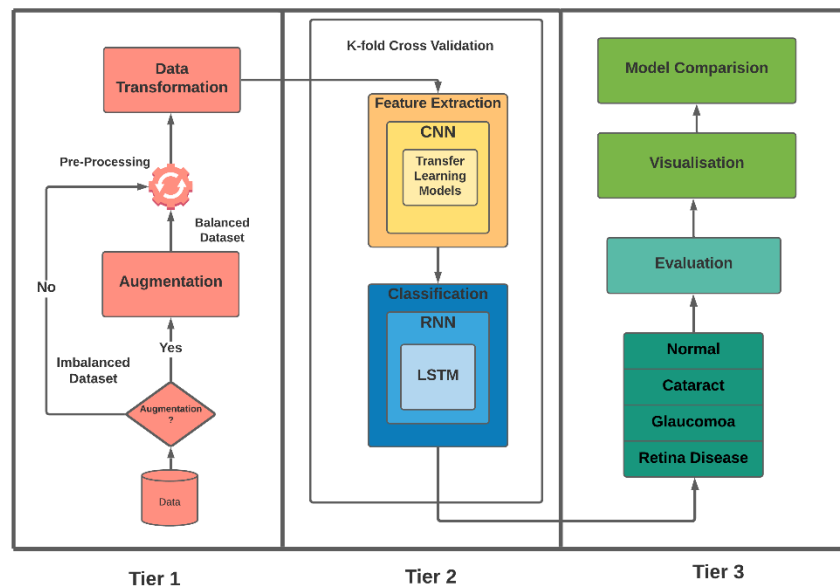 Data
Transformation
Pre-Processing
Balanced
Dataset
No
Augmentation
Yes
Imbalanced
Dataset
Augmentation
?
Data
Tier 1
K-fold Cross Validation
Feature Extraction
CNN
Transfer
Learning
Models
Classification
RNN
LSTM
Tier 2
Model Comparision
Visualisation
Evaluation
Normal
Cataract
Glaucomoa
Retina Disease
Tier 3